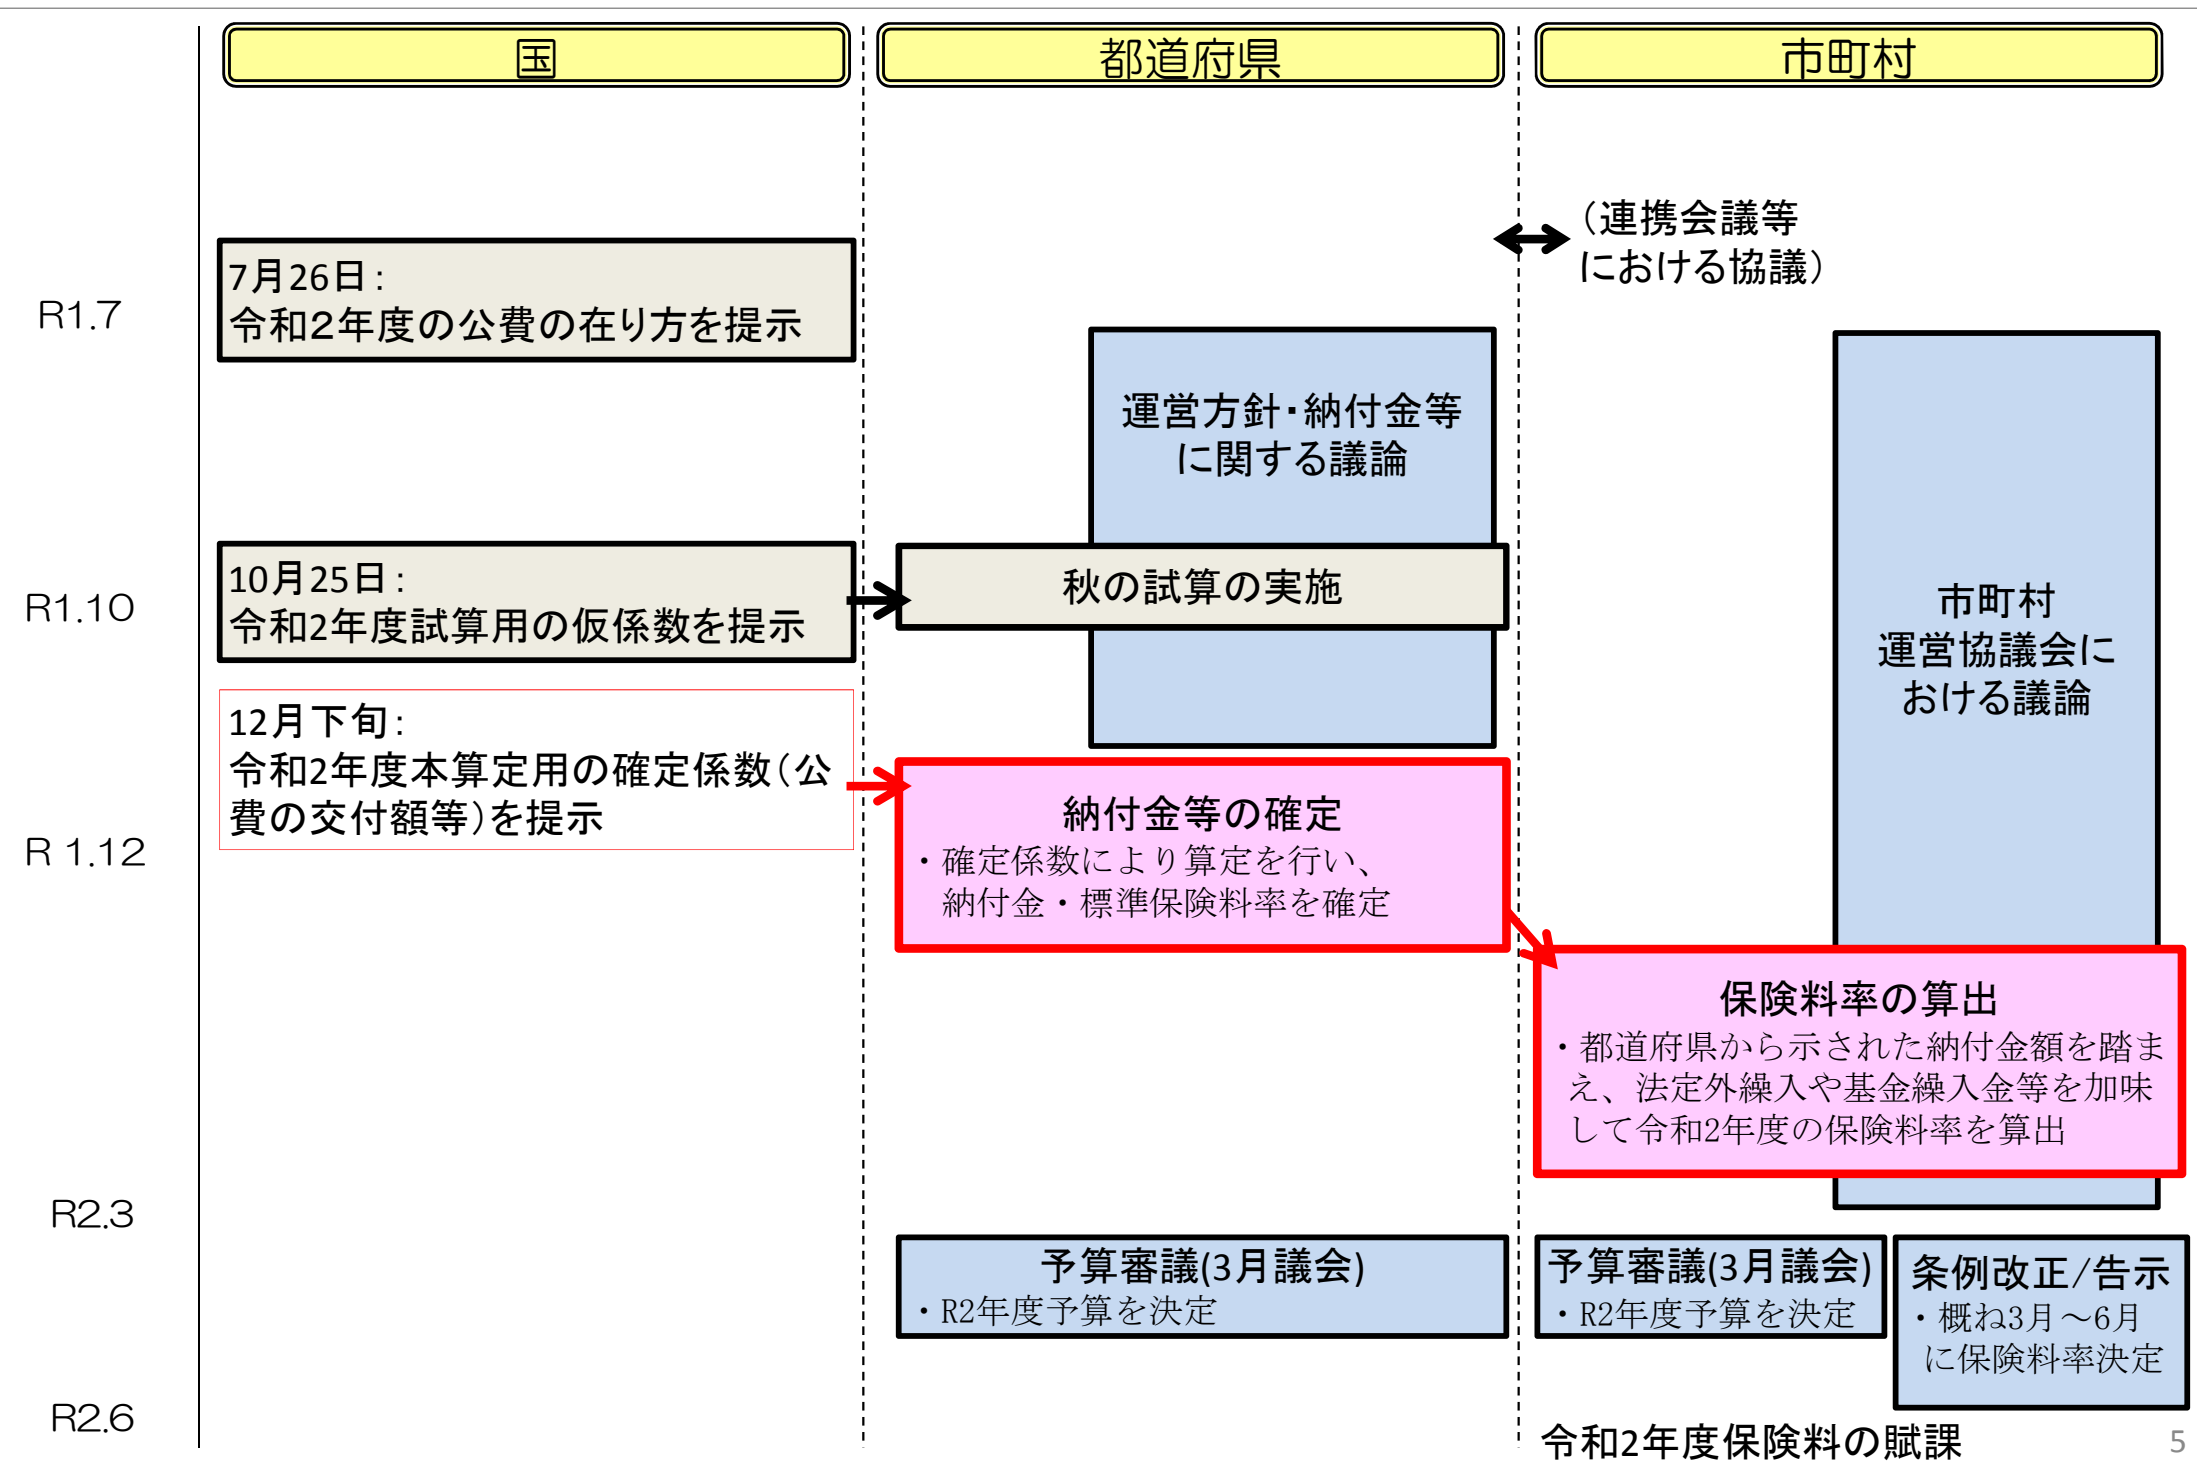 国
都道府県
市町村
(連携会議等
における協議)
R1.7
7月26日:
令和2年度の公費の在り方を提示
運営方針・納付金等
に関する議論
R1.10
10月25日:
令和2年度試算用の仮係数を提示
秋の試算の実施
市町村
運営協議会に
おける議論
12月下旬:
令和2年度本算定用の確定係数(公
費の交付額等)を提示
R 1.12
納付金等の確定
・確定係数により算定を行い、
納付金・標準保険料率を確定
保険料率の算出
・都道府県から示された納付金額を踏ま
え、法定外繰入や基金繰入金等を加味
して令和2年度の保険料率を算出
R2.3
予算審議(3月議会)
・R2年度予算を決定
予算審議(3月議会)
・R2年度予算を決定
条例改正/告示
・概ね3月～6月
に保険料率決定
R2.6
令和2年度保険料の賦課
5